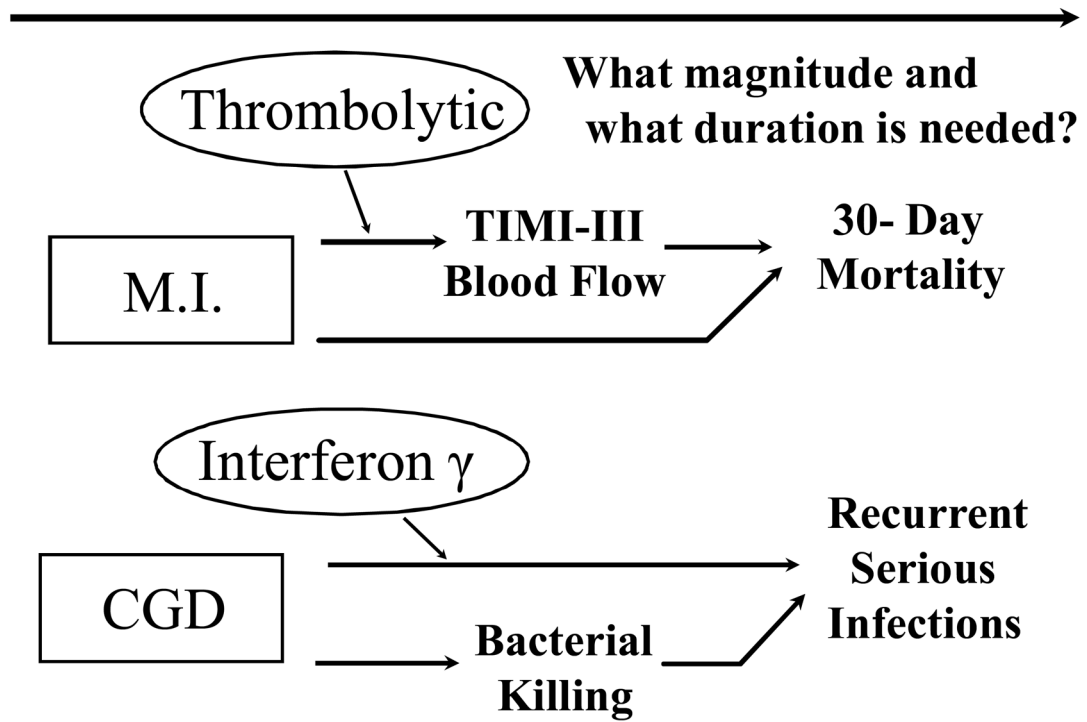 Thrombolytic
What magnitude and
what duration is needed?
M.I.
TIMI-III
Blood Flow
30- Day
Mortality
Interferon γ
CGD
Bacterial
Killing
Recurrent
Serious
Infections